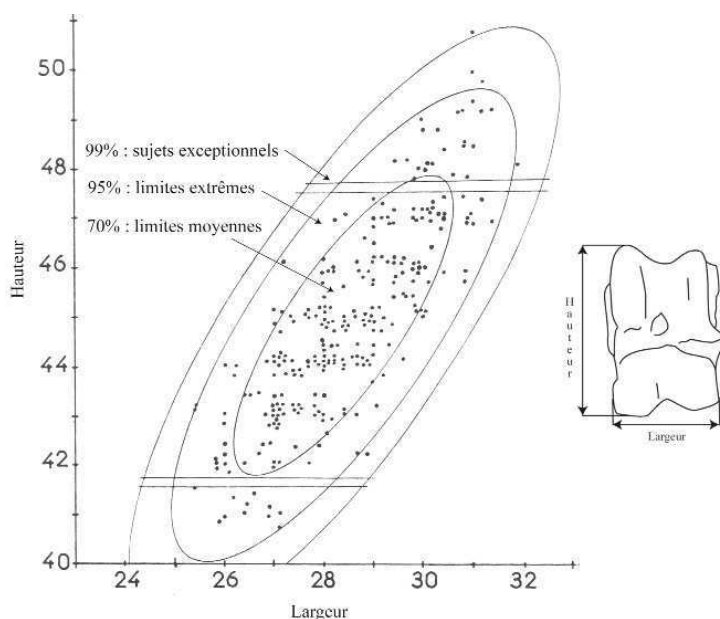 50
99% : sujets exceptionnels
48
95% : limites extrêmes
70% : limites moyennes
Hauteur
46
44
42
40
24
26
28
30
32
Largeur
Hauteur
Largeur